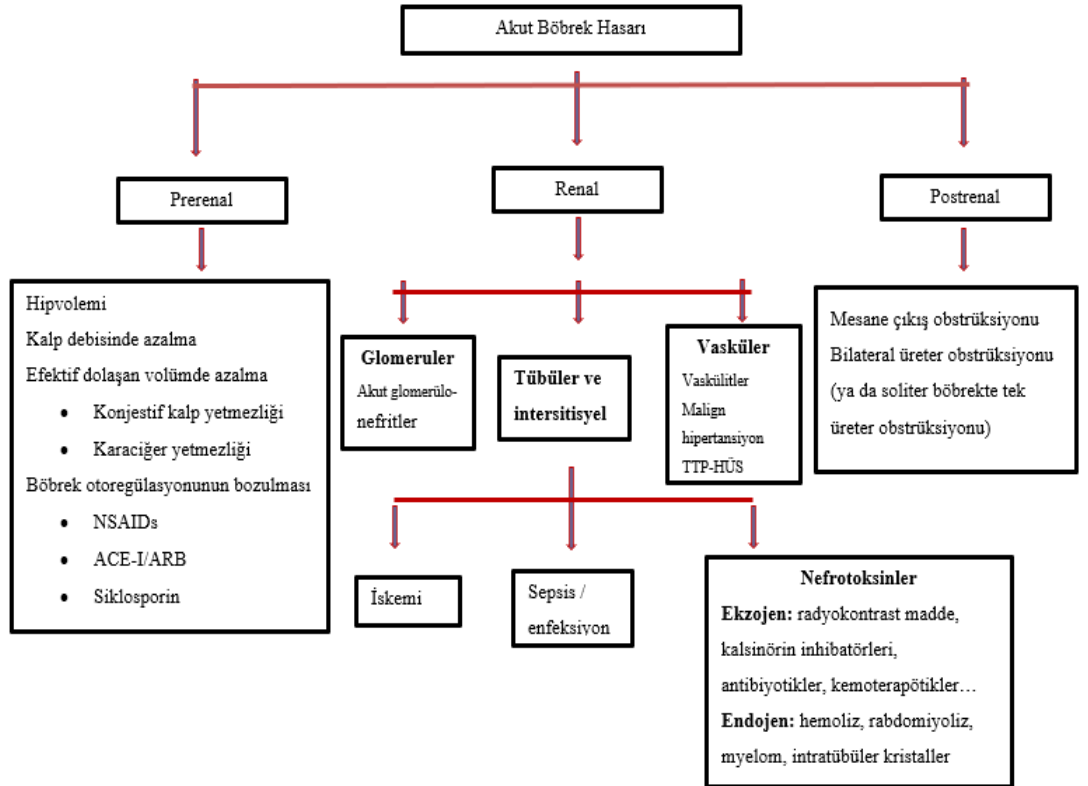 Akut Böbrek Hasarı
Prerenal
Renal
Postrenal
Hipvolemi
Kalp debisinde azalma
Efektif dolaşan volümde azalma
• Konjestif kalp yetmezliği
• Karaciğer yetmezliği
Böbrek otoregülasyonunun bozulması
• NSAIDs
• ACE-I/ARB
• Siklosporin
Glomeruler
Akut glomerülo-
nefritler
Tübüler ve
intersitisyel
Vasküler
Vaskülitler
Malign
hipertansiyon
TTP-HÜS
Mesane çıkış obstrüksiyonu
Bilateral üreter obstrüksiyonu
(ya da soliter böbrekte tek
üreter obstrüksiyonu)
İskemi
Sepsis /
enfeksiyon
Nefrotoksinler
Ekzojen: radyokontrast madde,
kalsinörin inhibatörleri,
antibiyotikler, kemoterapötikler…
Endojen: hemoliz, rabdomiyoliz,
myelom, intratübüler kristaller